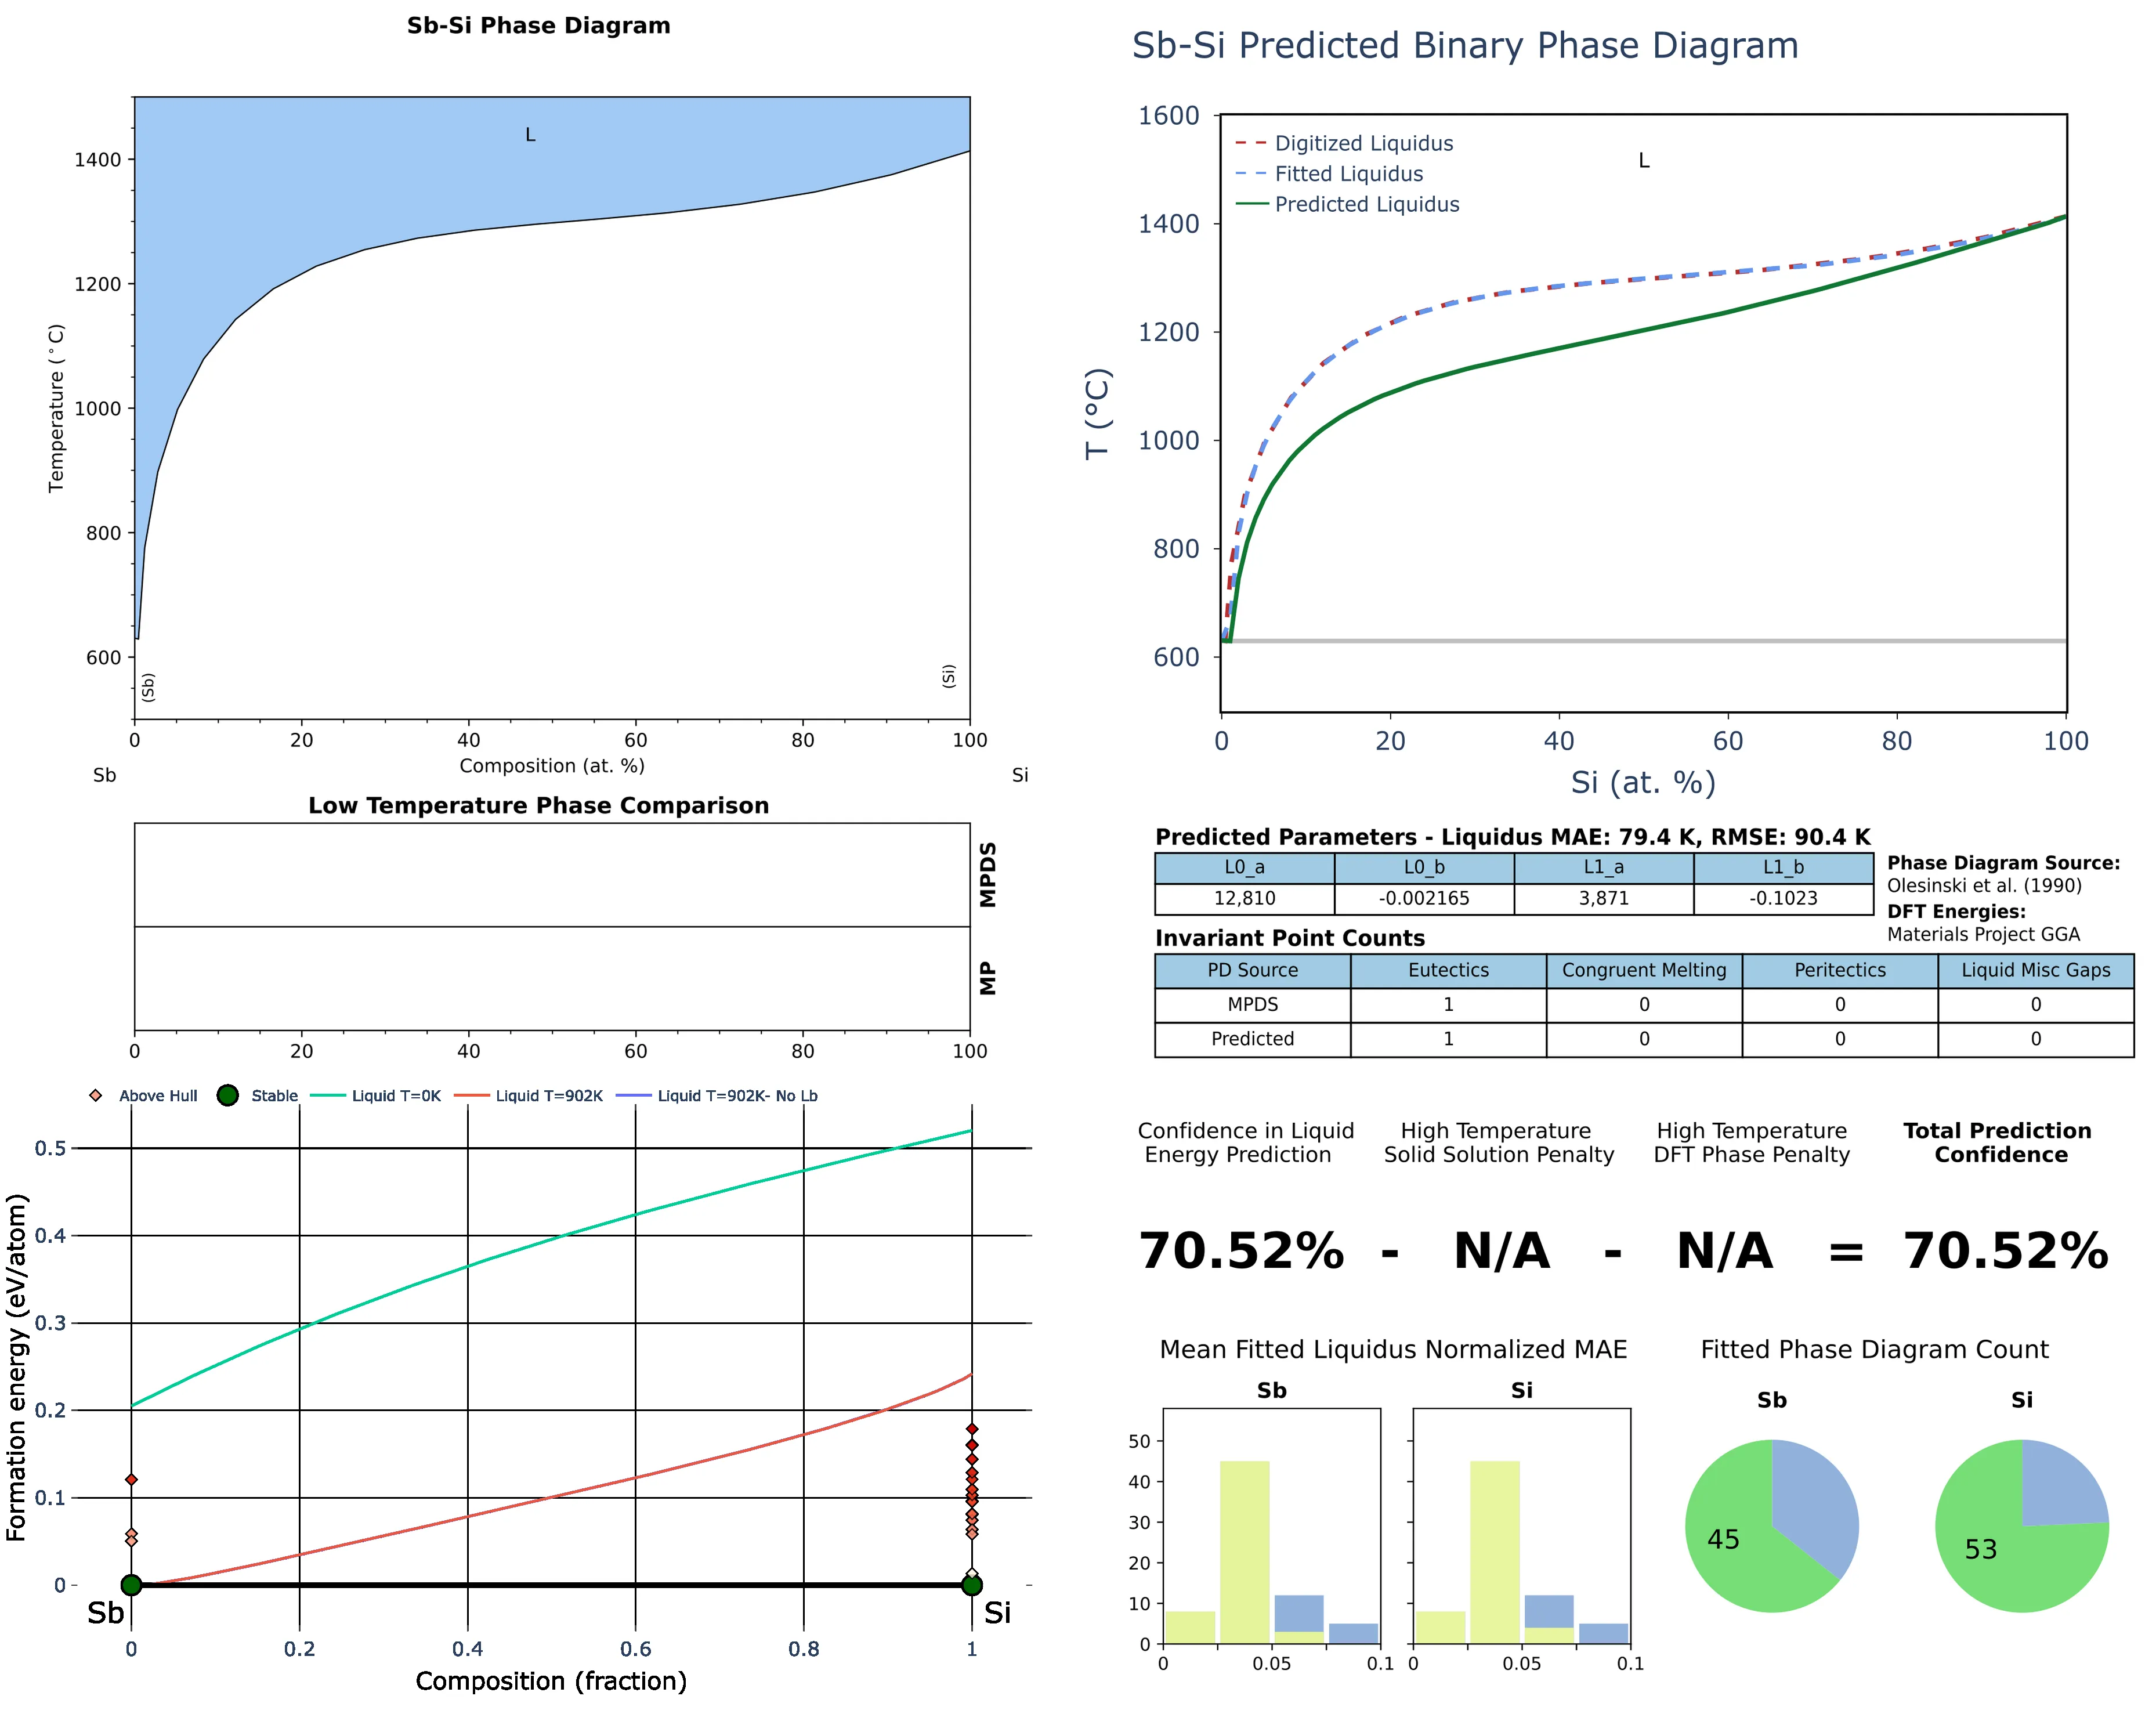 Sb-Si Phase Diagram
L
1400
1200
1000
800
600
Temperature (°C)
(Sb)
(Si)
0 20 40 60 80 100
Composition (at. %)
Sb Si
Low Temperature Phase Comparison
MPDS
MP
0 20 40 60 80 100
Above Hull Stable Liquid T=0K Liquid T=902K Liquid T=902K- No Lb
0.5
0.4
0.3
0.2
0.1
0
Formation energy (eV/atom)
Sb Si
0 0.2 0.4 0.6 0.8 1
Composition (fraction)
Sb-Si Predicted Binary Phase Diagram
Digitized Liquidus
Fitted Liquidus
Predicted Liquidus
L
1600
1400
1200
1000
800
600
T (°C)
0 20 40 60 80 100
Si (at. %)
Predicted Parameters - Liquidus MAE: 79.4 K, RMSE: 90.4 K
L0_a L0_b L1_a L1_b
12,810 -0.002165 3,871 -0.1023
Phase Diagram Source:
Olesinski et al. (1990)
DFT Energies:
Materials Project GGA
Invariant Point Counts
PD Source Eutectics Congruent Melting Peritectics Liquid Misc Gaps
MPDS 1 0 0 0
Predicted 1 0 0 0
Confidence in Liquid
Energy Prediction
High Temperature
Solid Solution Penalty
High Temperature
DFT Phase Penalty
Total Prediction
Confidence
70.52% - N/A - N/A = 70.52%
Mean Fitted Liquidus Normalized MAE
Sb Si
50
40
30
20
10
0
0 0.05 0.1 0 0.05 0.1
Fitted Phase Diagram Count
Sb Si
45 53